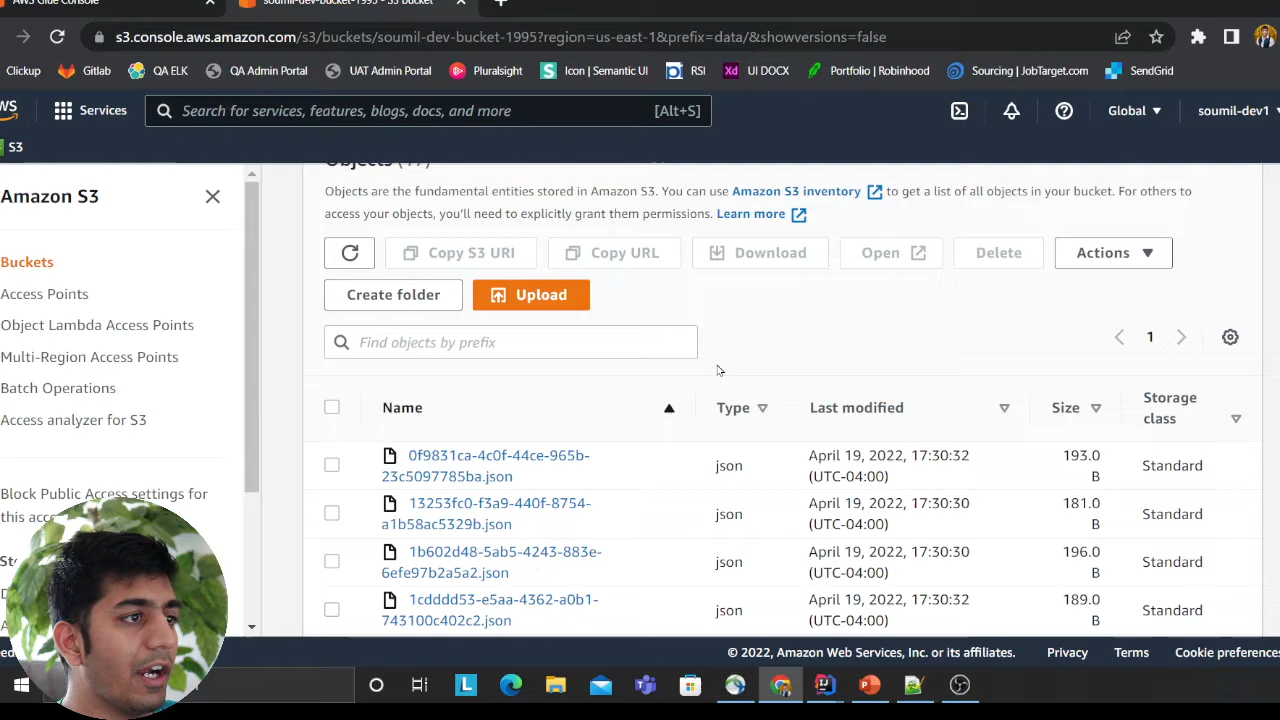 AWS Glue Console
soumil-dev-bucket-1995 - S3 bucket
s3.console.aws.amazon.com/s3/buckets/soumil-dev-bucket-1995?region=us-east-1&prefix=data/&showversions=false
Clickup Gitlab QA ELK QA Admin Portal UAT Admin Portal Pluralsight Icon | Semantic UI RSI UI DOCX Portfolio | Robinhood Sourcing | JobTarget.com SendGrid
Services Search for services, features, blogs, docs, and more [Alt+S] Global soumil-dev1
S3
Amazon S3
Buckets
Access Points
Object Lambda Access Points
Multi-Region Access Points
Batch Operations
Access analyzer for S3
Block Public Access settings for
Objects are the fundamental entities stored in Amazon S3. You can use Amazon S3 inventory to get a list of all objects in your bucket. For others to
access your objects, you'll need to explicitly grant them permissions. Learn more
Copy S3 URI Copy URL Download Open Delete Actions
Create folder Upload
Find objects by prefix
1
Name Type Last modified Size Storage
class
0f9831ca-4c0f-44ce-965b-
23c5097785ba.json json April 19, 2022, 17:30:32
(UTC-04:00) 193.0
B Standard
13253fc0-f3a9-440f-8754-
a1b58ac5329b.json json April 19, 2022, 17:30:30
(UTC-04:00) 181.0
B Standard
1b602d48-5ab5-4243-883e-
6efe97b2a5a2.json json April 19, 2022, 17:30:30
(UTC-04:00) 196.0
B Standard
1cdddd53-e5aa-4362-a0b1-
743100c402c2.json json April 19, 2022, 17:30:32
(UTC-04:00) 189.0
B Standard
© 2022, Amazon Web Services, Inc. or its affiliates. Privacy Terms Cookie preferences